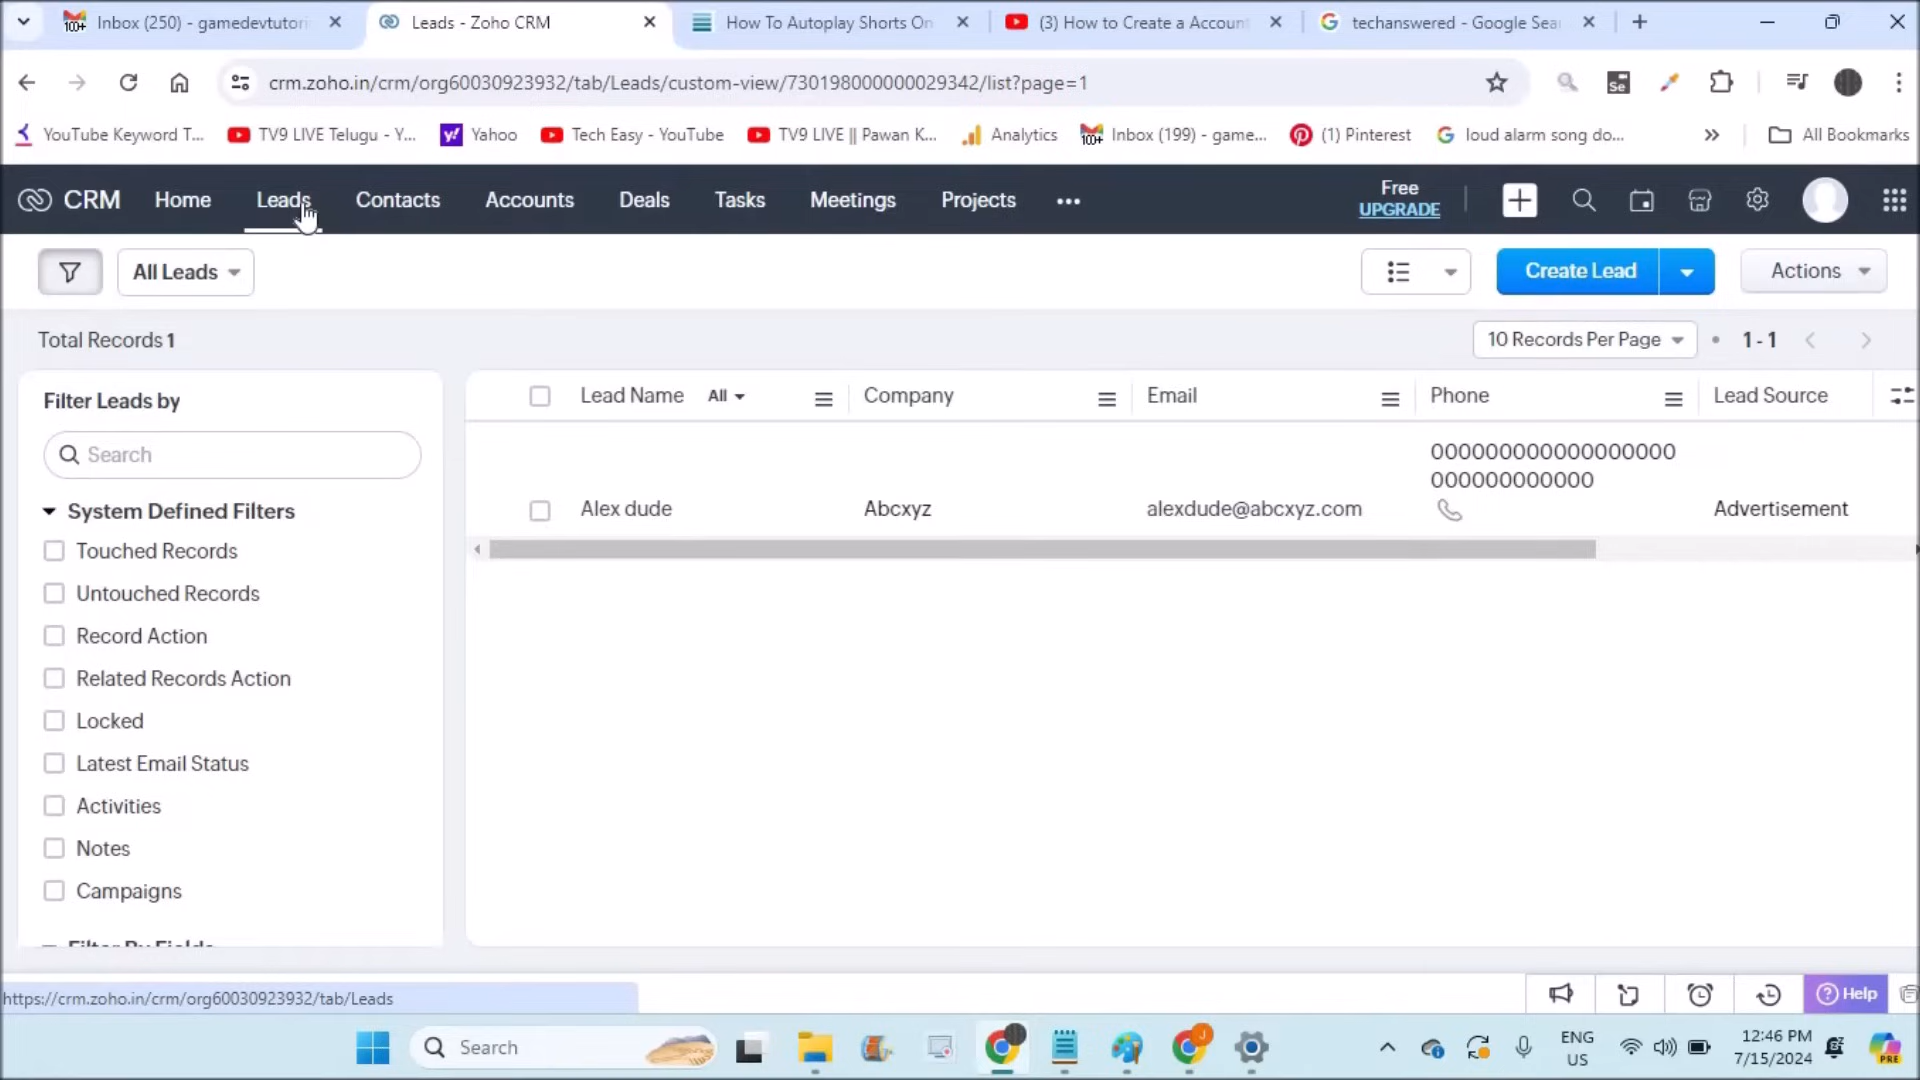 Inbox (250) - gamedevtutori
Leads - Zoho CRM
How To Autoplay Shorts On
(3) How to Create a Account
techanswered - Google Sea
crm.zoho.in/crm/org60030923932/tab/Leads/custom-view/730198000000029342/list?page=1
YouTube Keyword T...
TV9 LIVE Telugu - Y...
Yahoo
Tech Easy - YouTube
TV9 LIVE || Pawan K...
Analytics
Inbox (199) - game...
(1) Pinterest
loud alarm song do...
All Bookmarks
CRM
Home
Leads
Contacts
Accounts
Deals
Tasks
Meetings
Projects
Free
UPGRADE
All Leads
Create Lead
Actions
Total Records 1
10 Records Per Page
1 - 1
Filter Leads by
Search
System Defined Filters
Touched Records
Untouched Records
Record Action
Related Records Action
Locked
Latest Email Status
Activities
Notes
Campaigns
Filter By Fields
Lead Name All
Company
Email
Phone
Lead Source
Alex dude
Abcxyz
alexdude@abcxyz.com
00000000000000000
000000000000
Advertisement
https://crm.zoho.in/crm/org60030923932/tab/Leads
Help
Search
ENG
US
12:46 PM
7/15/2024
PRE